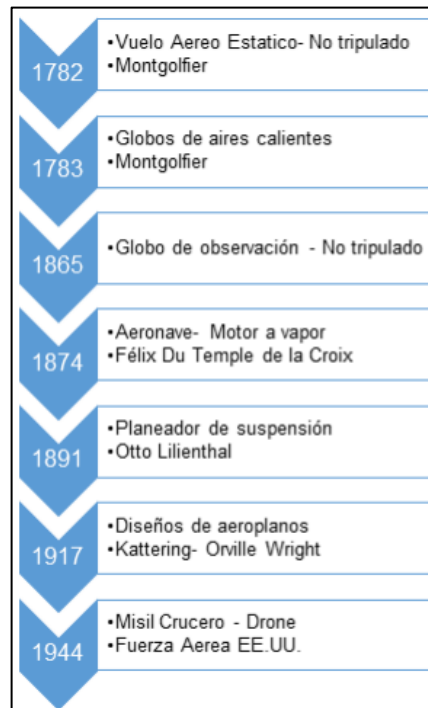 1782
•Vuelo Aereo Estatico- No tripulado
•Montgolfier
1783
•Globos de aires calientes
•Montgolfier
1865
•Globo de observación - No tripulado
1874
•Aeronave- Motor a vapor
•Félix Du Temple de la Croix
1891
•Planeador de suspensión
•Otto Lilienthal
1917
•Diseños de aeroplanos
•Kattering- Orville Wright
1944
•Misil Crucero - Drone
•Fuerza Aerea EE.UU.